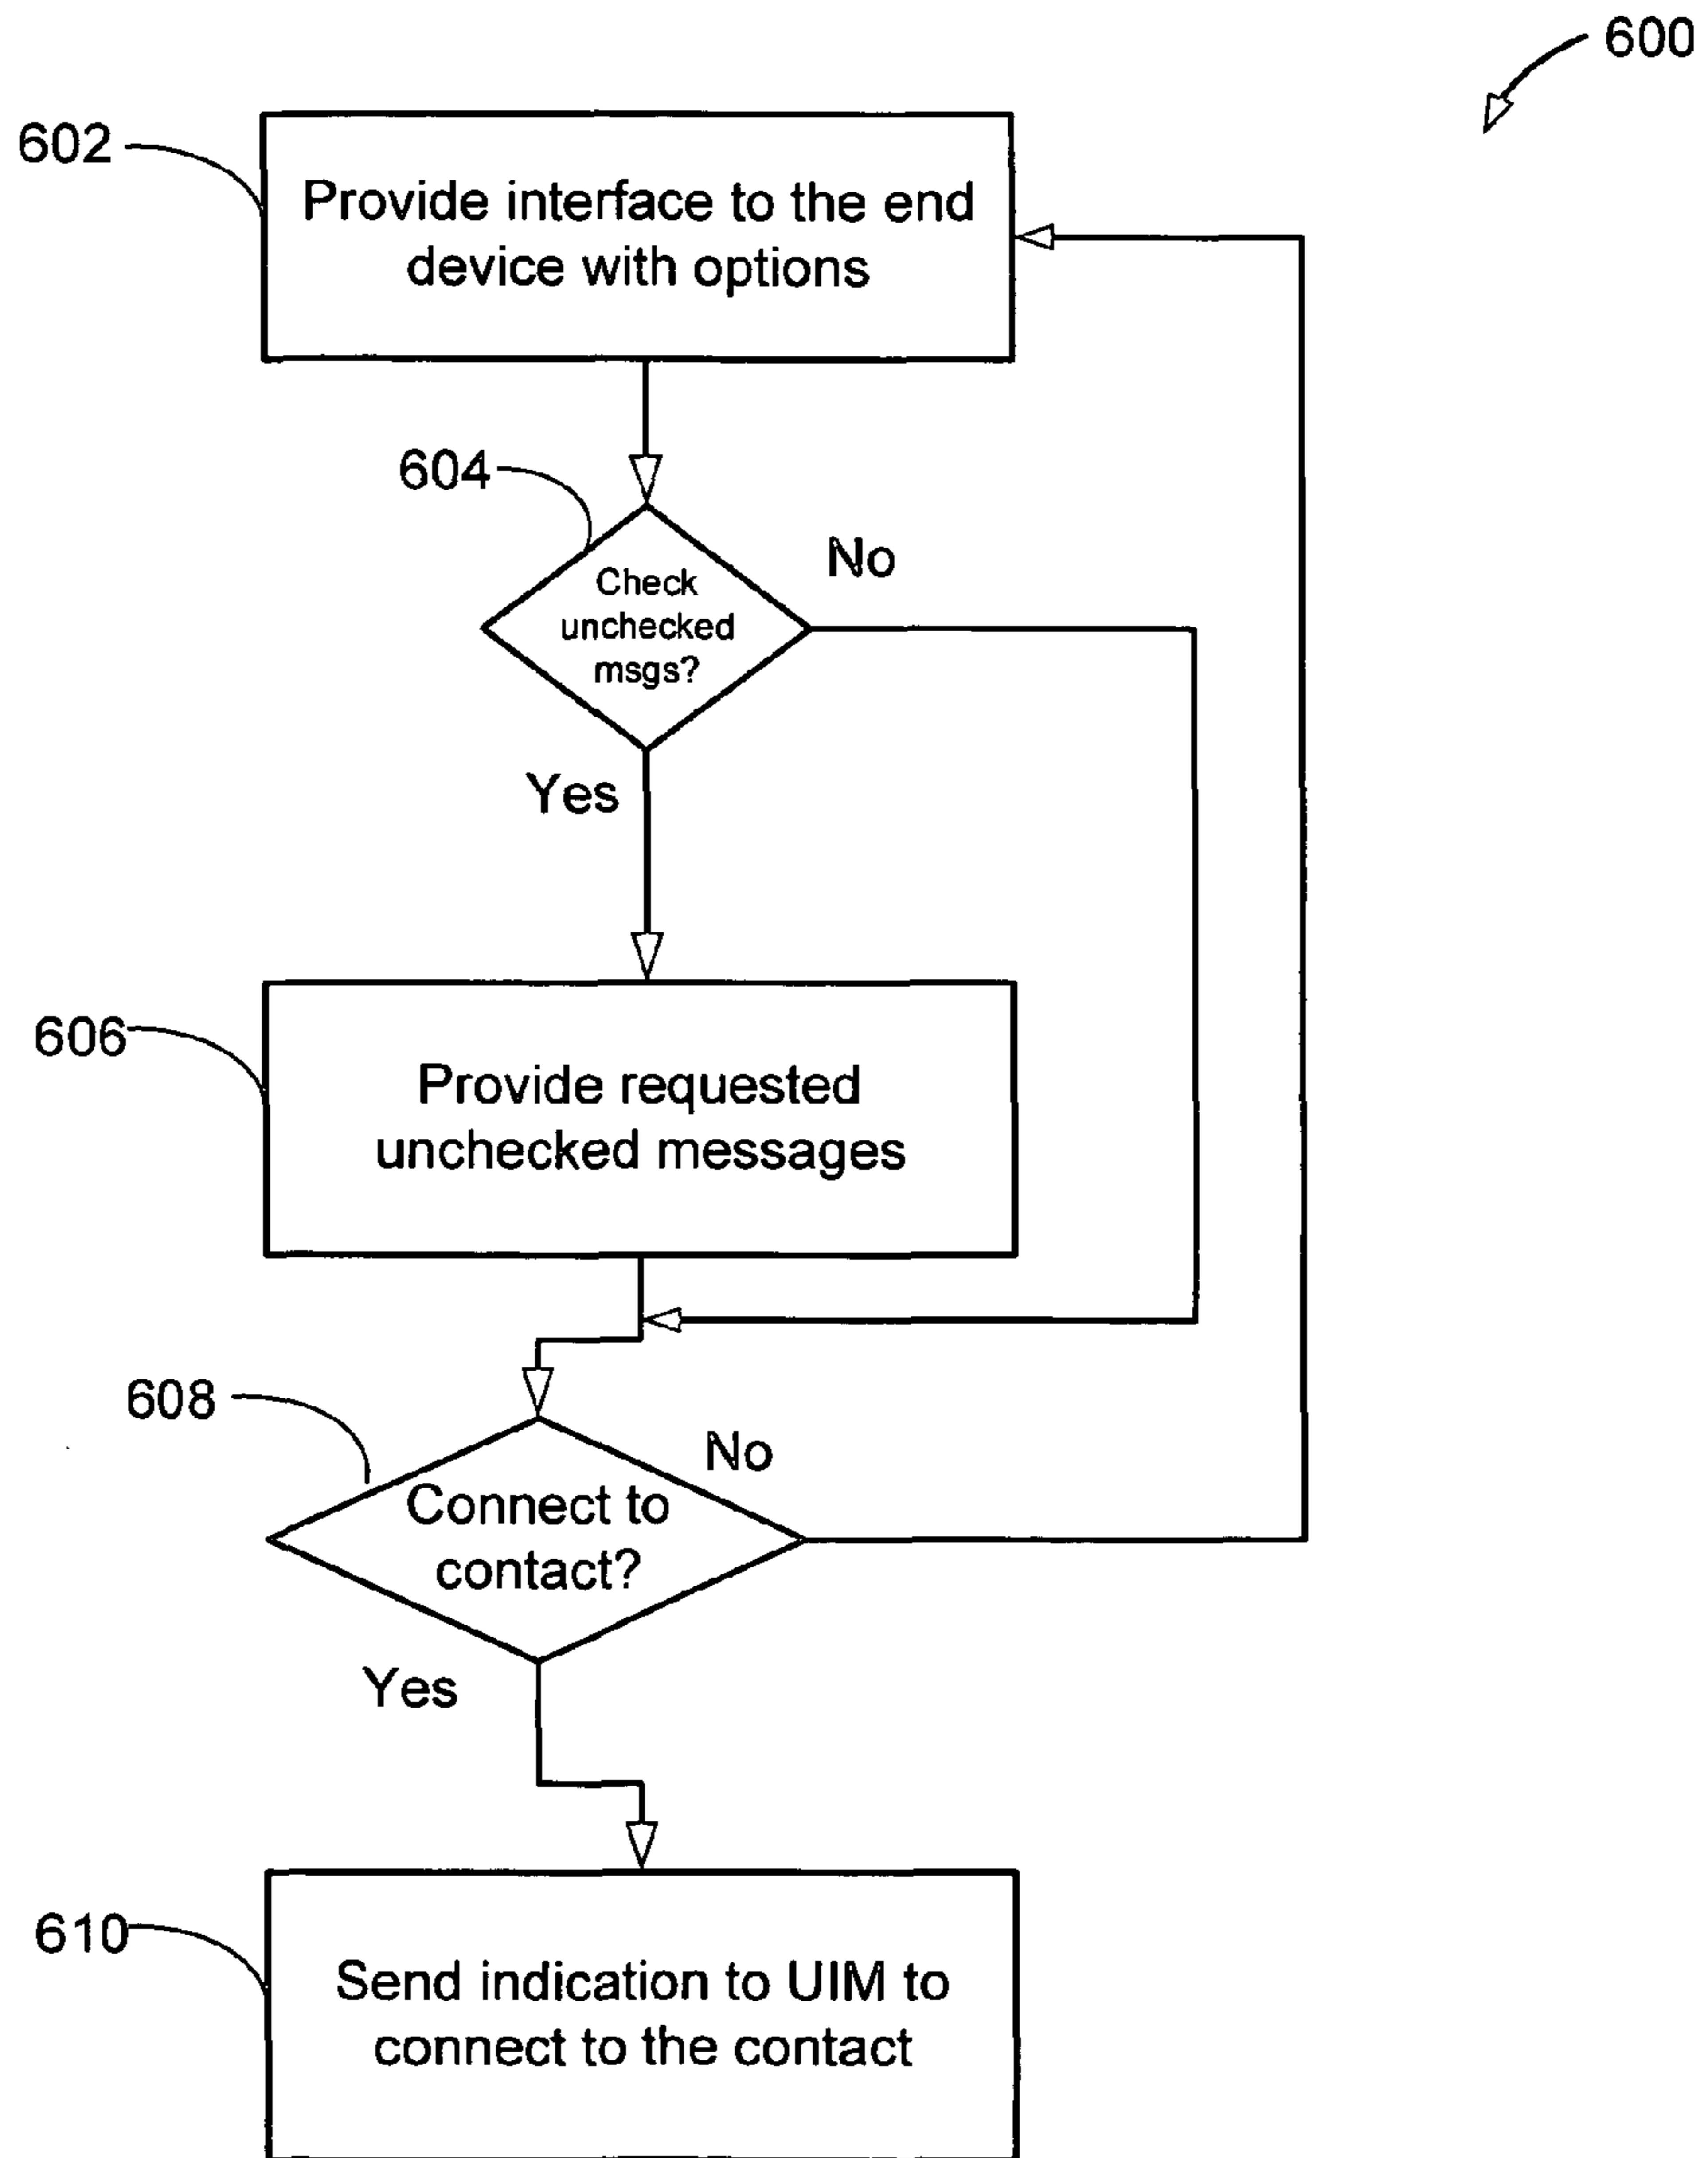 600
602
Provide interface to the end
device with options
604
No
Check
unchecked
msgs?
Yes
606
Provide requested
unchecked messages
608
No
Connect to
contact?
Yes
610
Send indication to UIM to
connect to the contact